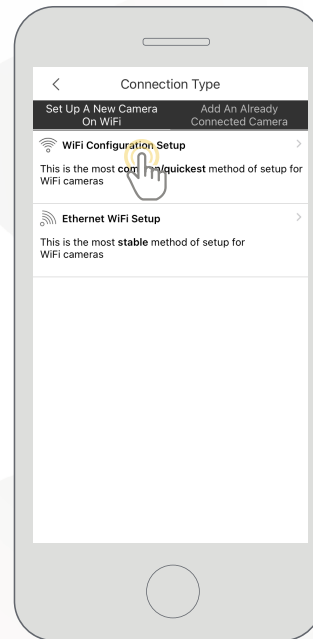 Connection Type
Set Up A New Camera
On WiFi
Add An Already
Connected Camera
WiFi Configuration Setup
This is the most common/quickest method of setup for
WiFi cameras
Ethernet WiFi Setup
This is the most stable method of setup for
WiFi cameras